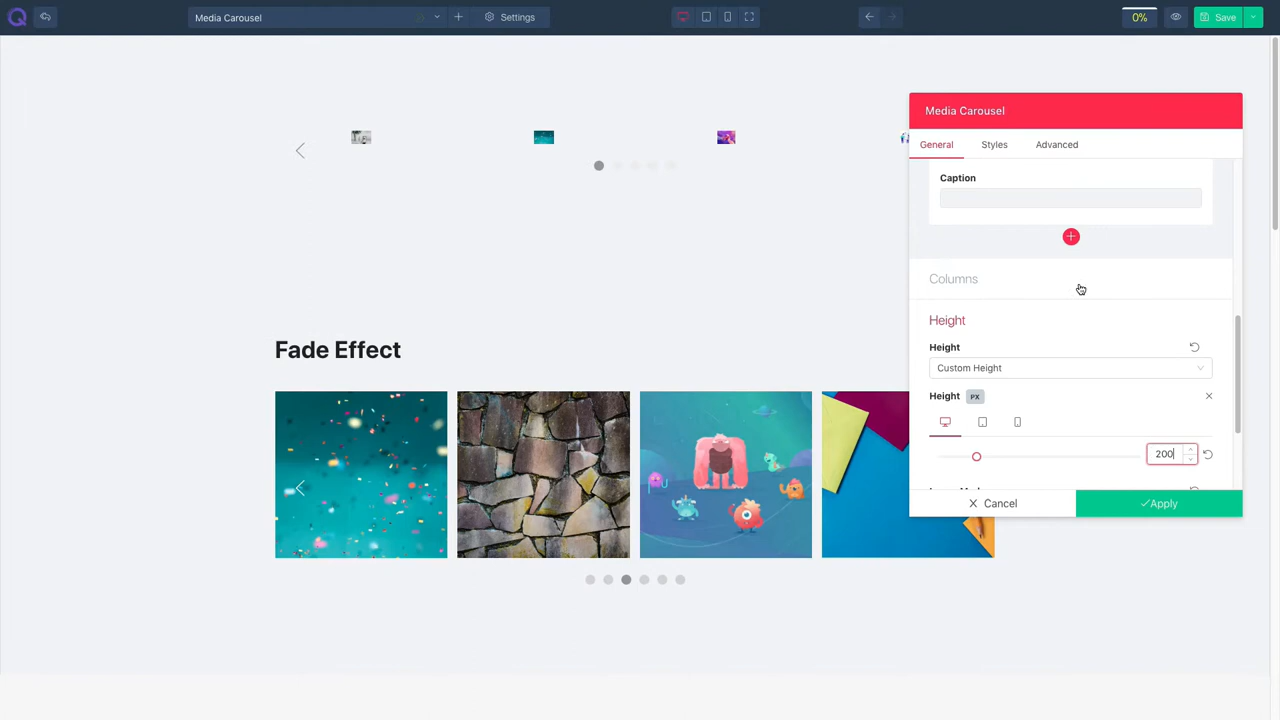 Media Carousel
Settings
0%
Save
Media Carousel
General
Styles
Advanced
Caption
Columns
Height
Height
Custom Height
Height PX
200
Cancel
Apply
Fade Effect